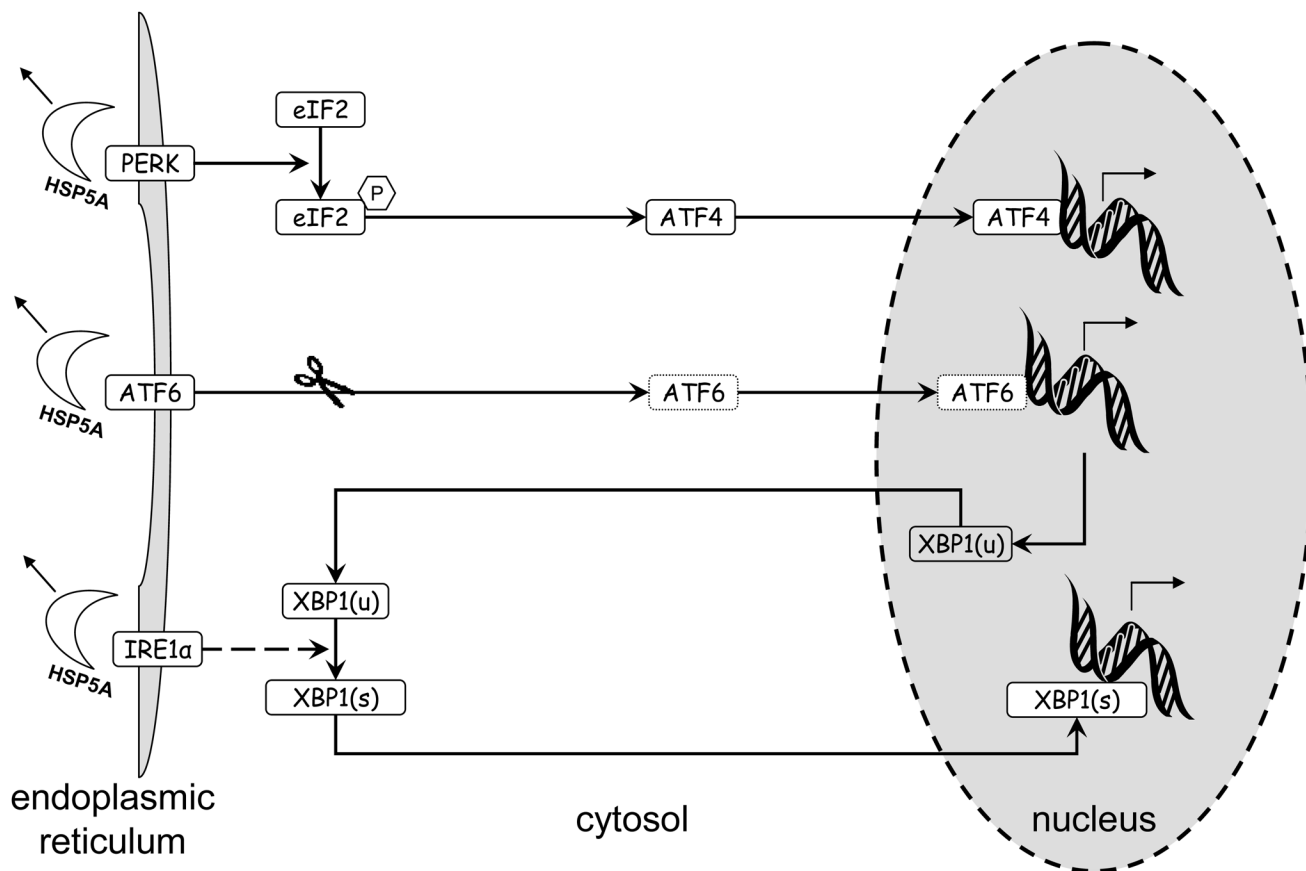 eIF2
HSP5A
PERK
P
eIF2
ATF4
ATF4
HSP5A
ATF6
ATF6
ATF6
XBP1(u)
XBP1(u)
HSP5A
IRE1α
XBP1(s)
XBP1(s)
endoplasmic
reticulum
cytosol
nucleus